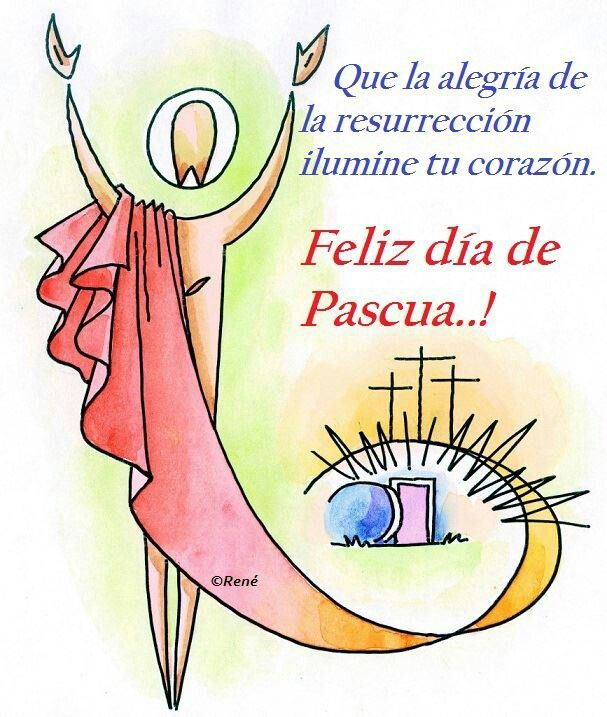 Que la alegría de
la resurrección
ilumine tu corazón.
Feliz día de
Pascua..!
©René